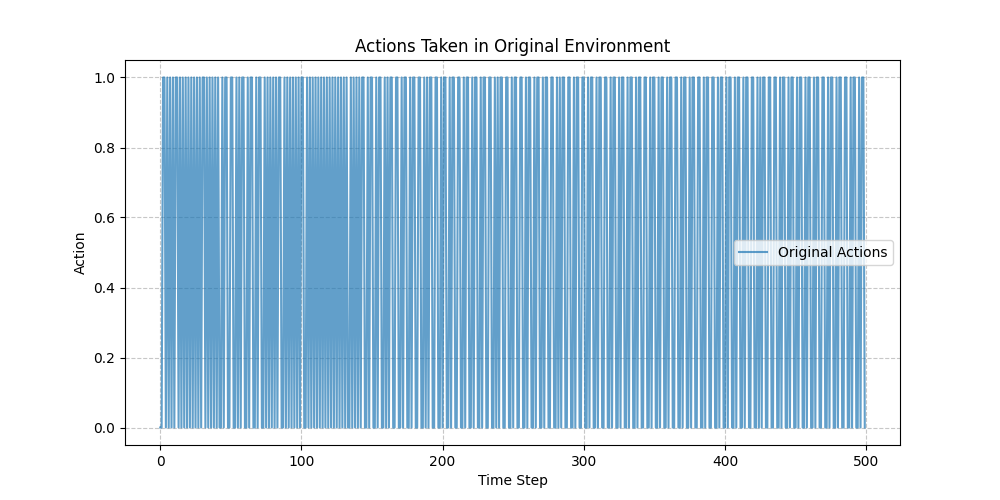 Actions Taken in Original Environment
1.0
0.8
0.6
0.4
0.2
0.0
Action
Original Actions
0 100 200 300 400 500
Time Step